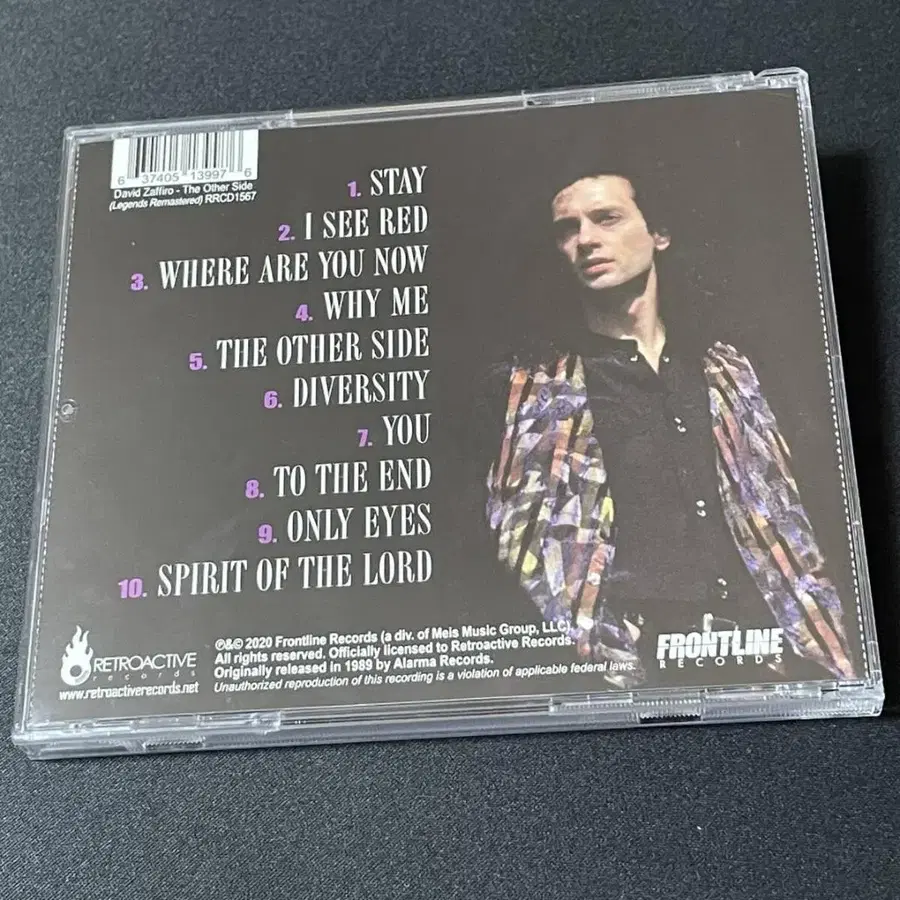 6 37405 13997 6
David Zaffiro - The Other Side
(Legends Remastered) RRCD1567
1. STAY
2. I SEE RED
3. WHERE ARE YOU NOW
4. WHY ME
5. THE OTHER SIDE
6. DIVERSITY
7. YOU
8. TO THE END
9. ONLY EYES
10. SPIRIT OF THE LORD
℗&© 2020 Frontline Records (a div. of Meis Music Group, LLC).
All rights reserved. Officially licensed to Retroactive Records.
Originally released in 1989 by Alarma Records.
Unauthorized reproduction of this recording is a violation of applicable federal laws.
RETROACTIVE
records
www.retroactiverecords.net
FRONTLINE
RECORDS